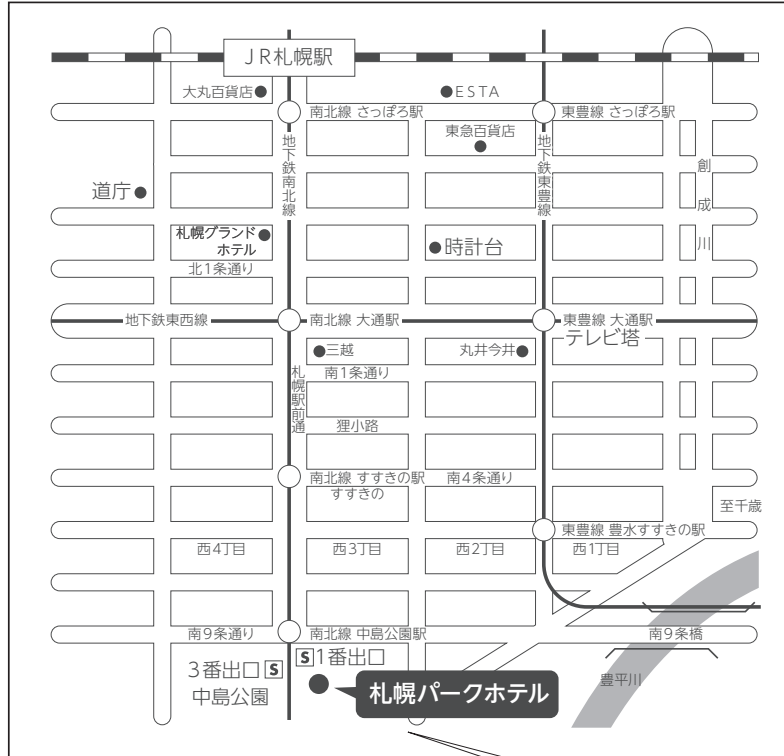 JR札幌駅
大丸百貨店
ESTA
南北線 さっぽろ駅
東豊線 さっぽろ駅
東急百貨店
地下鉄南北線
地下鉄東豊線
創成川
道庁
札幌グランド
ホテル
時計台
北1条通り
地下鉄東西線
南北線 大通駅
東豊線 大通駅
テレビ塔
三越
丸井今井
南1条通り
札幌駅前通
狸小路
南北線 すすきの駅
すすきの
南4条通り
至千歳
東豊線 豊水すすきの駅
西4丁目
西3丁目
西2丁目
西1丁目
南9条通り
南北線 中島公園駅
南9条橋
S 1番出口
3番出口 S
中島公園
札幌パークホテル
豊平川